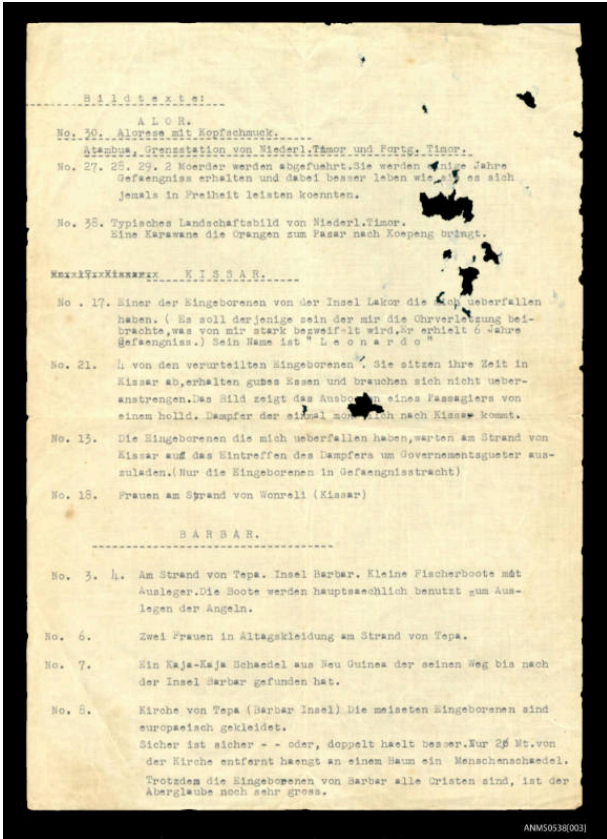 Bildtexte:
ALOR.
No. 30. Alorese mit Kopfschmuck.
Atambua, Grenzstation von Niederl.Timor und Portg. Timor.
No. 27. 28. 29. 2 Moerder werden abgefuehrt.Sie werden einige Jahre
Gefaengniss erhalten und dabei besser leben wie sie es sich
jemals in Freiheit leisten koennten.
No. 38. Typisches Landschaftsbild von Niederl.Timor.
Eine Karawane die Orangen zum Pasar nach Koepeng bringt.
KISSAR.
No . 17. Einer der Eingeborenen von der Insel Lakor die mich ueberfallen
haben. ( Es soll derjenige sein der mir die Ohrverletzung bei-
brachte,was von mir stark bezweifelt wird.Er erhielt 6 Jahre
Gefaengniss.) Sein Name ist " Leonardo "
No. 21. 4 von den verurteilten Eingeborenen . Sie sitzen ihre Zeit in
Kissar ab,erhalten gutes Essen und brauchen sich nicht ueber-
anstrengen.Das Bild zeigt das Ausbooten eines Passagiers von
einem holld. Dampfer der einmal nach Kissar kommt.
No. 13. Die Eingeborenen die mich ueberfallen haben,warten am Strand von
Kissar auf das Eintreffen des Dampfers um Governementsgueter aus-
zuladen.(Nur die Eingeborenen in Gefaengnisstracht)
No. 18. Frauen am Strand von Wonreli (Kissar)
BARBAR.
No. 3. 4. Am Strand von Tepa. Insel Barbar. Kleine Fischerboote mit
Ausleger.Die Boote werden hauptsaechlich benutzt zum Aus-
legen der Angeln.
No. 6. Zwei Frauen in Altagskleidung am Strand von Tepa.
No. 7. Ein Kaja-Kaja Schaedel aus Neu Guinea der seinen Weg bis nach
der Insel Barbar gefunden hat.
No. 8. Kirche von Tepa (Barbar Insel) Die meiseten Eingeborenen sind
europaeisch gekleidet.
Sicher ist sicher - - oder, doppelt haelt besser.Nur 20 Mt.von
der Kirche entfernt haengt an einem Baum ein Menschenschaedel.
Trotzdem die Eingeborenen von Barbar alle Cristen sind, ist der
Aberglaube noch sehr gross.
ANMS0538[003]